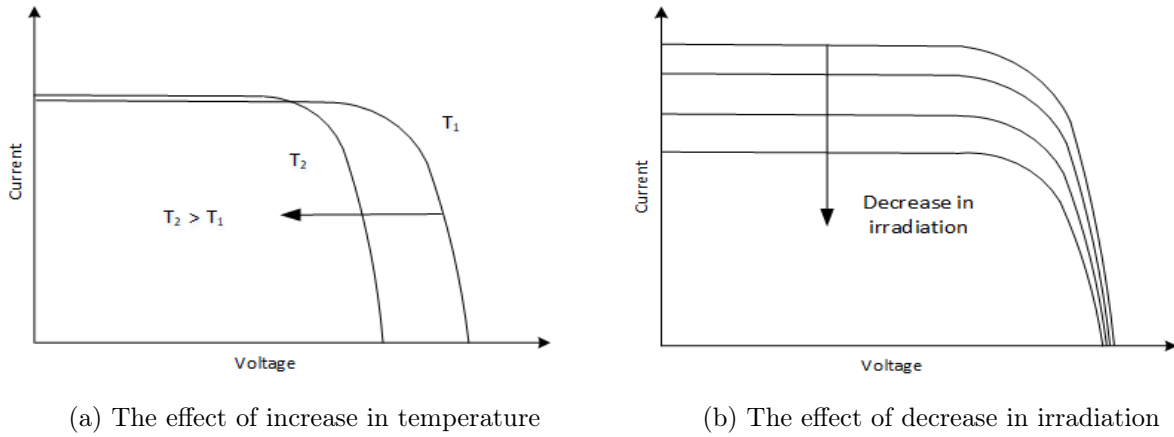 Current
T₁
T₂
T₂ > T₁
Voltage
(a) The effect of increase in temperature
Current
Decrease in
irradiation
Voltage
(b) The effect of decrease in irradiation